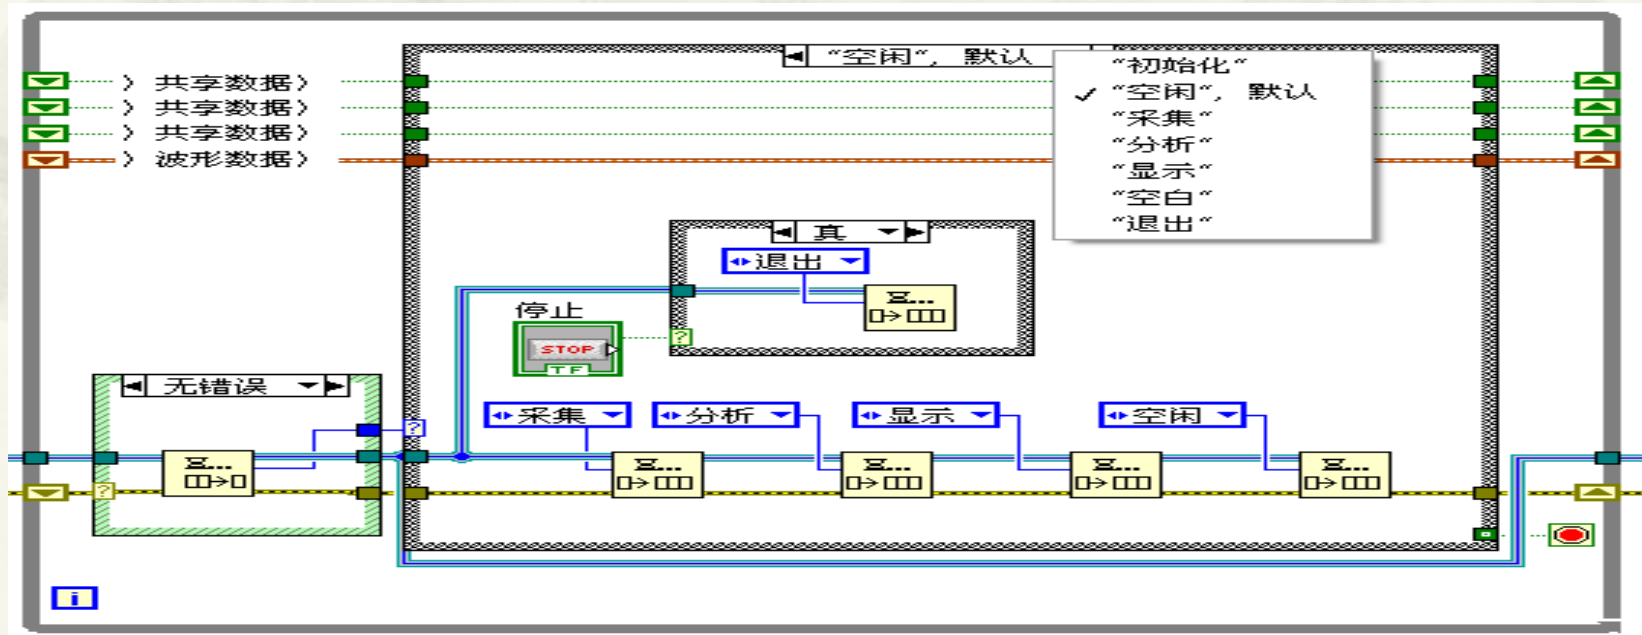 “空闲”, 默认
“初始化”
“空闲”, 默认
“采集”
“分析”
“显示”
“空白”
“退出”
共享数据
共享数据
共享数据
波形数据
真
退出
停止
STOP
TF
无错误
采集 分析 显示 空闲
?
?
?
i